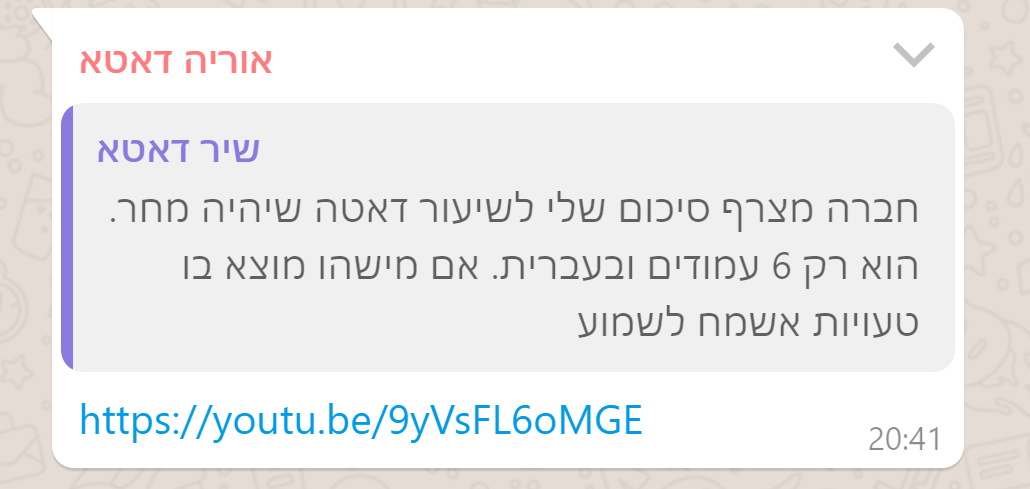 אוריה דאטא
שיר דאטא
חברה מצרף סיכום שלי לשיעור דאטה שיהיה מחר.
הוא רק 6 עמודים ובעברית. אם מישהו מוצא בו
טעויות אשמח לשמוע
https://youtu.be/9yVsFL6oMGE
20:41